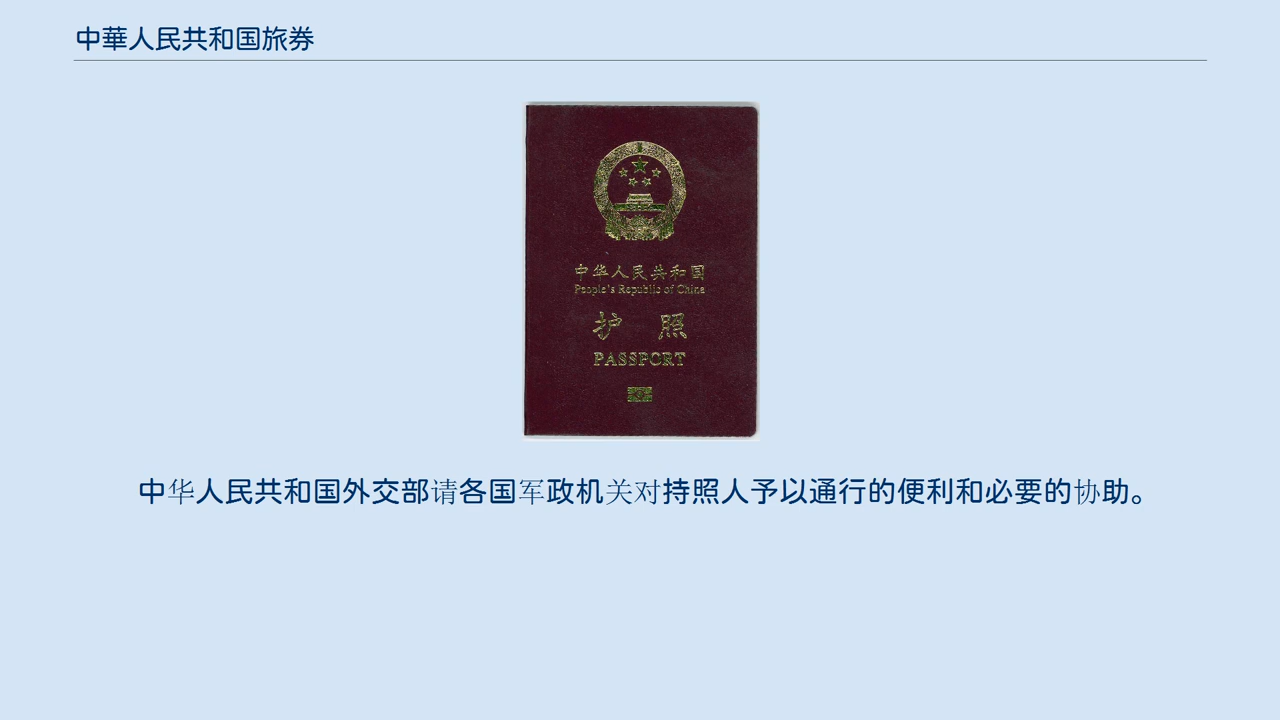 中華人民共和国旅券
中华人民共和国
People's Republic of China
护 照
PASSPORT
中华人民共和国外交部请各国军政机关对持照人予以通行的便利和必要的协助。